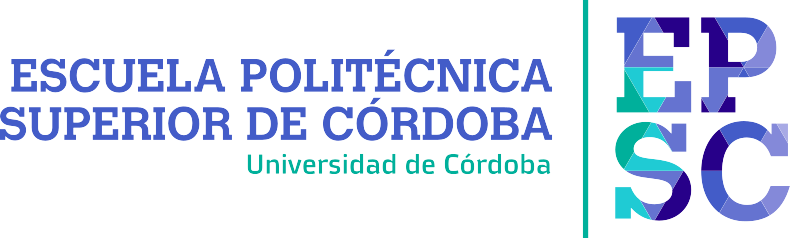 ESCUELA POLITÉCNICA
SUPERIOR DE CÓRDOBA
Universidad de Córdoba
EP
SC